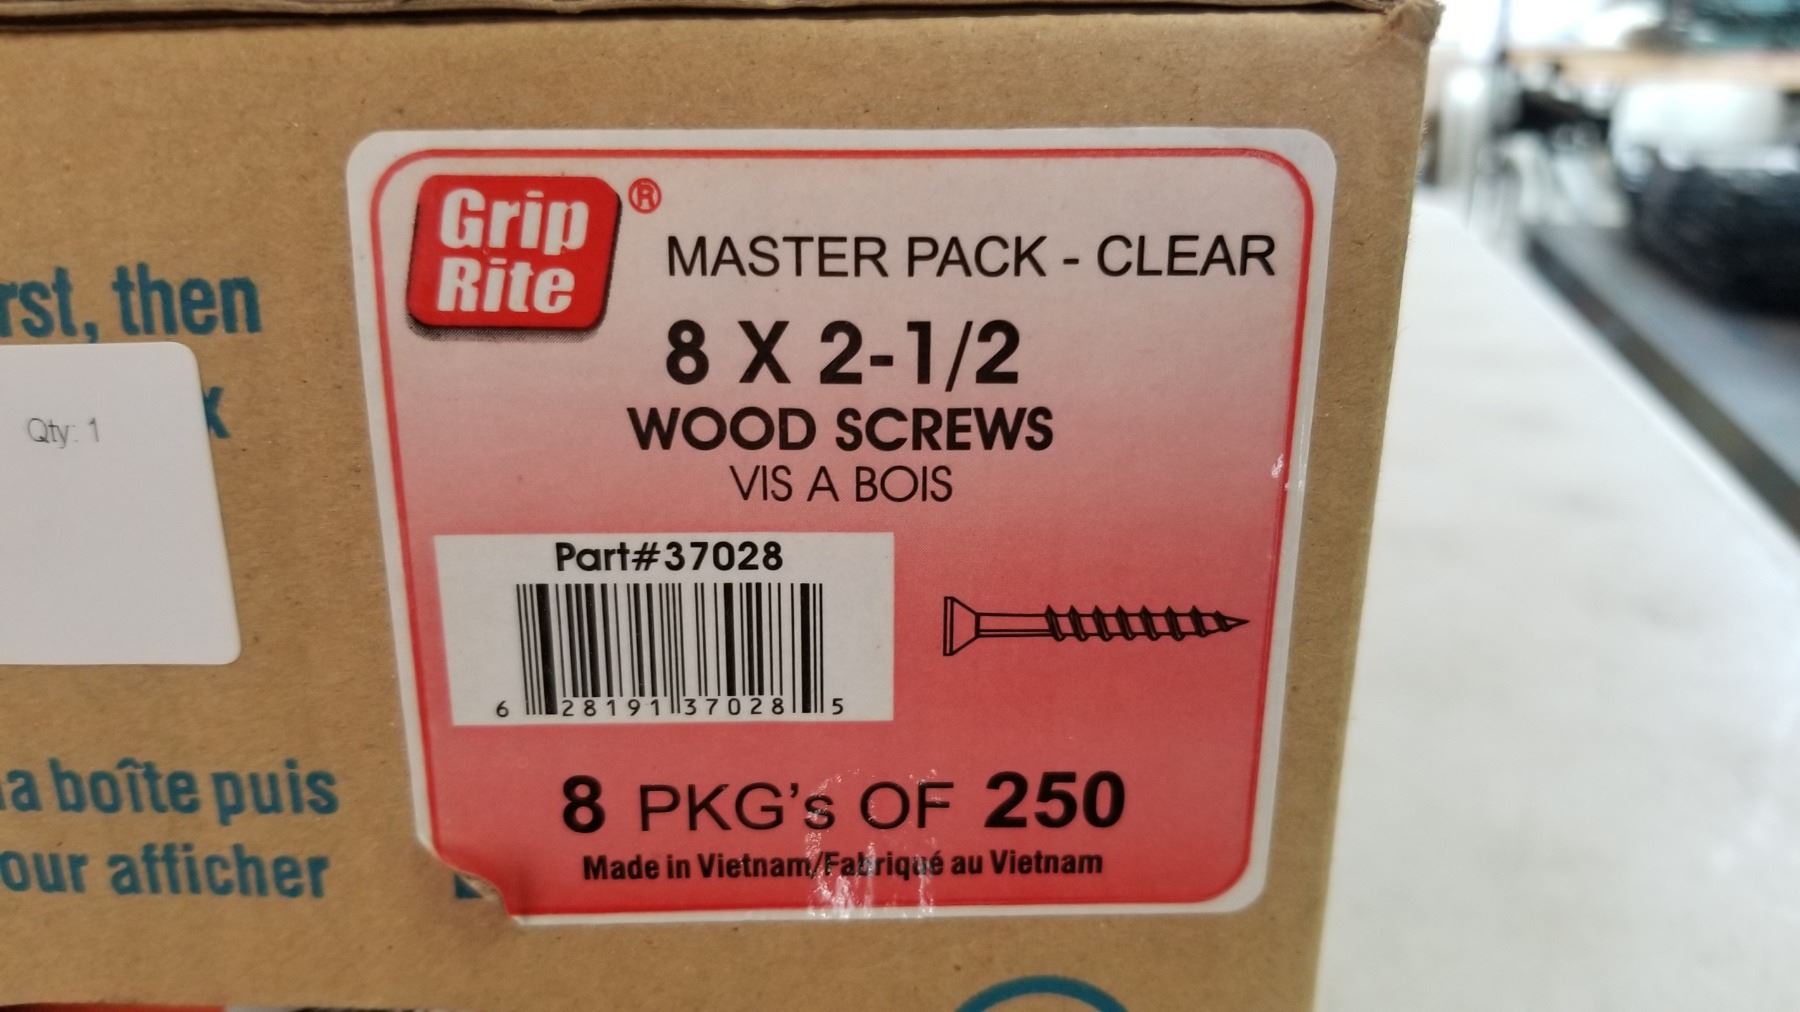 rst, then
x
Qty: 1
la boîte puis
our afficher
Grip
Rite®
MASTER PACK - CLEAR
8 X 2-1/2
WOOD SCREWS
VIS A BOIS
Part#37028
6 28191 37028 5
8 PKG's OF 250
Made in Vietnam/Fabriqué au Vietnam